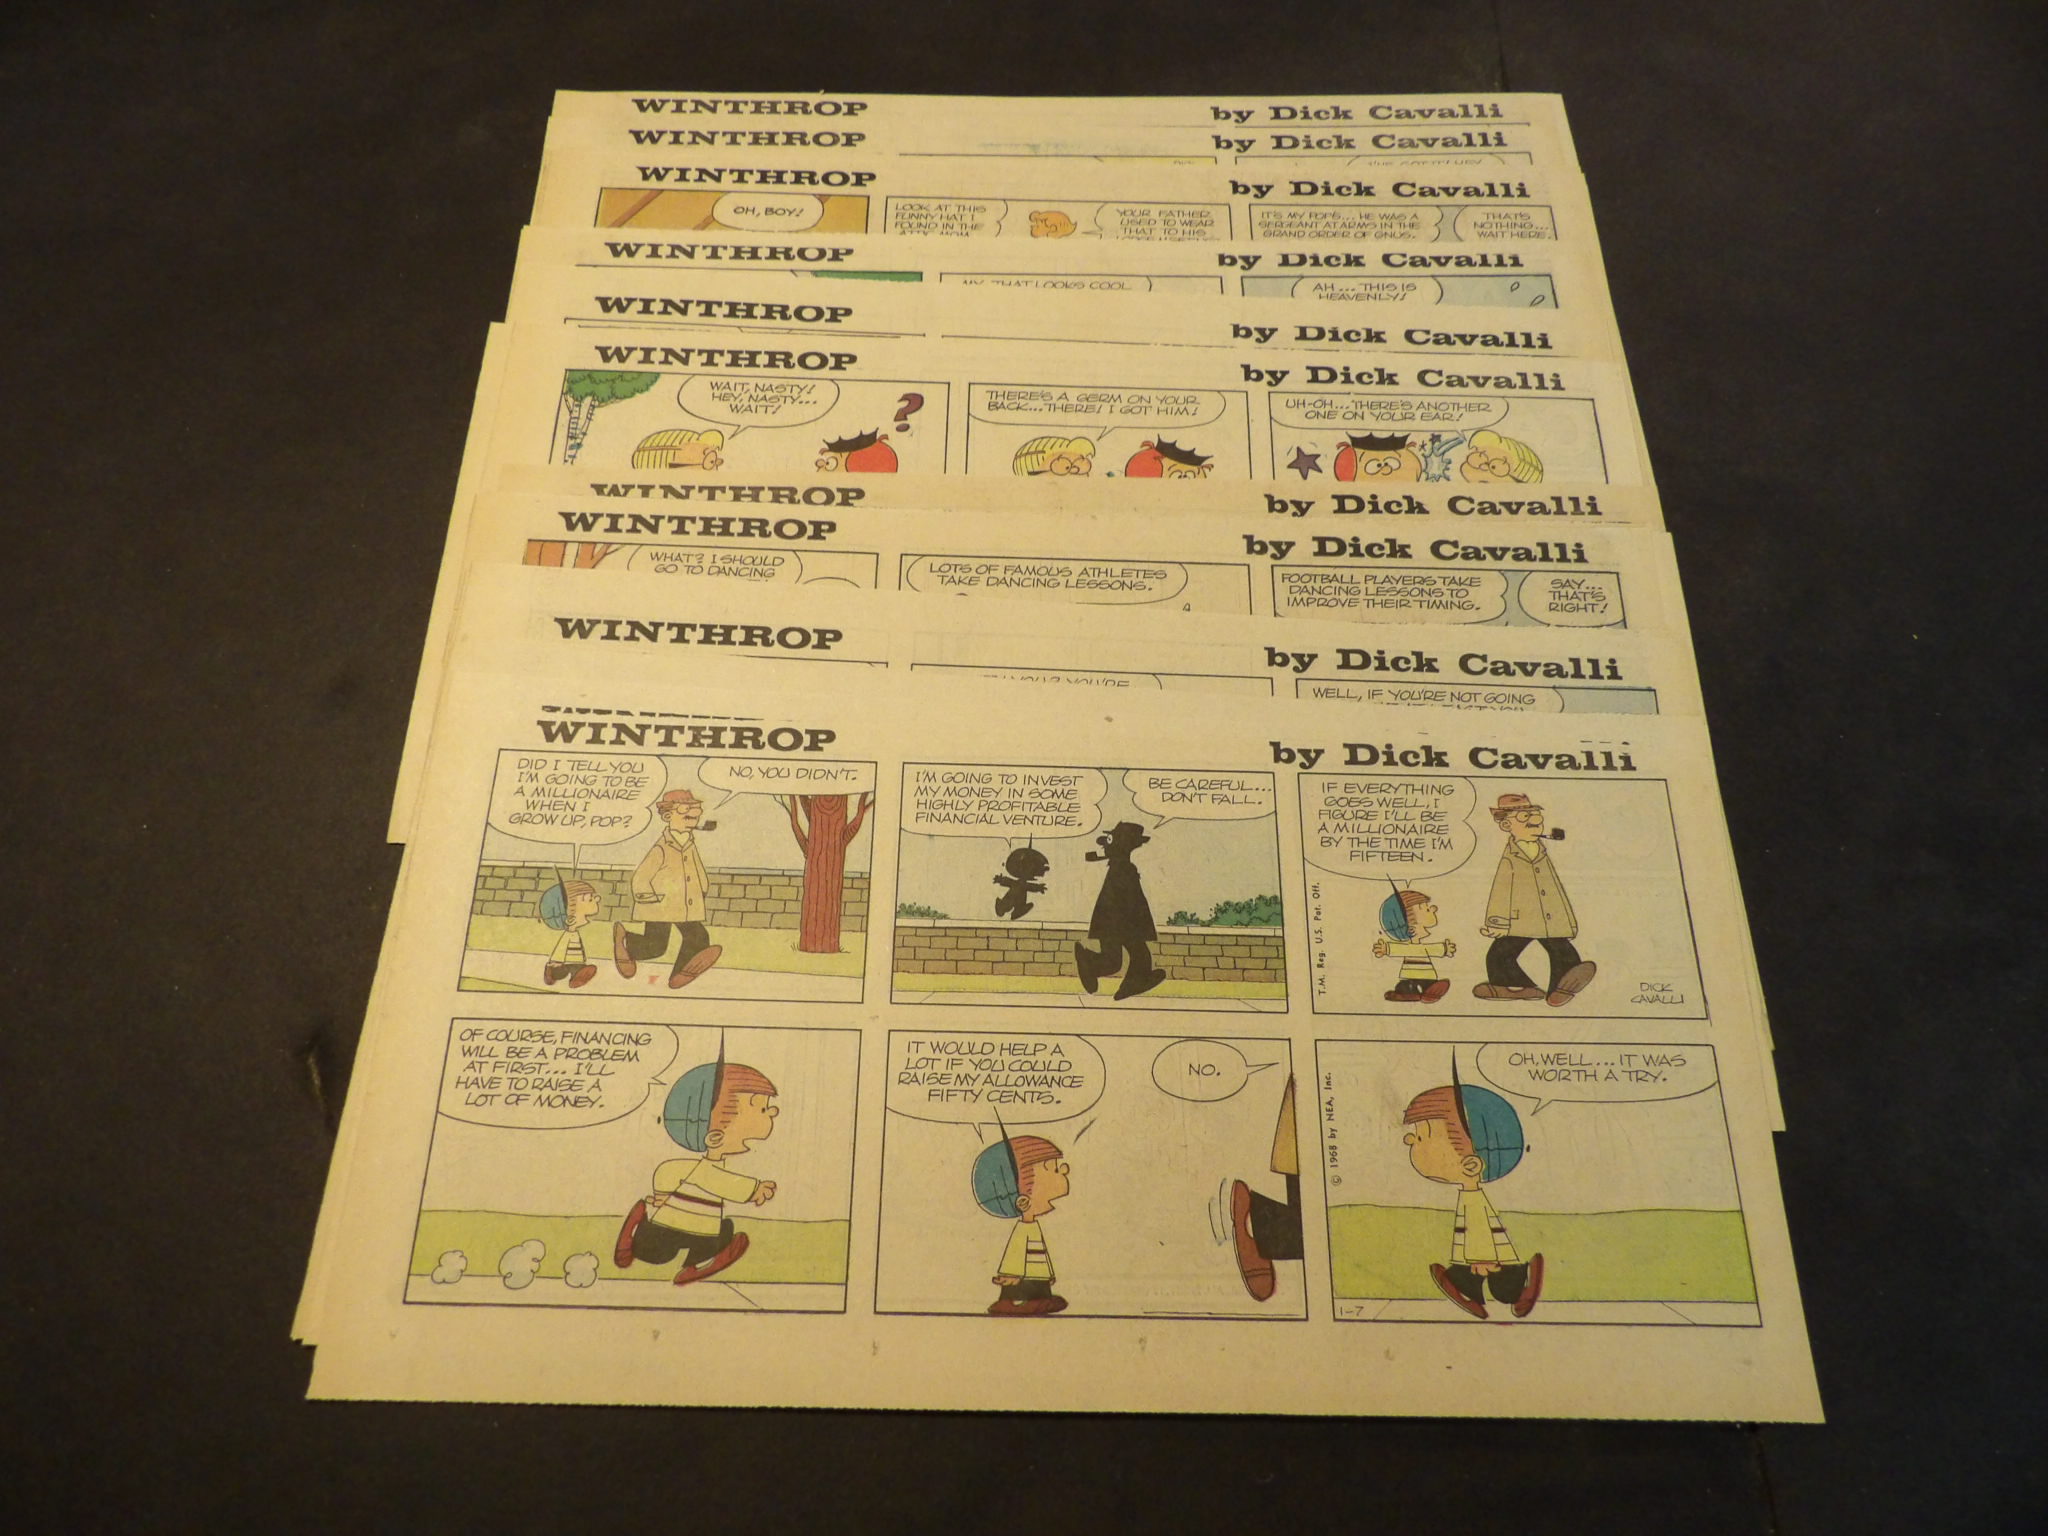 WINTHROP
by Dick Cavalli
WINTHROP
by Dick Cavalli
WINTHROP
by Dick Cavalli
OH, BOY!
LOOK AT THIS
FUNNY HAT I
FOUND IN THE
YOUR FATHER
USED TO WEAR
THAT TO HIS
IT'S MY POP'S... HE WAS A
SERGEANT AT ARMS IN THE
GRAND ORDER OF GNUS.
THAT'S
NOTHING...
WAIT HERE.
WINTHROP
by Dick Cavalli
MY, THAT LOOKS COOL
AH... THIS IS
HEAVENLY!
WINTHROP
by Dick Cavalli
WINTHROP
by Dick Cavalli
WAIT, NASTY!
HEY, NASTY...
WAIT!
?
THERE'S A GERM ON YOUR
BACK...THERE! I GOT HIM!
UH-OH... THERE'S ANOTHER
ONE ON YOUR EAR!
WINTHROP
by Dick Cavalli
WINTHROP
by Dick Cavalli
WHAT? I SHOULD
GO TO DANCING
LOTS OF FAMOUS ATHLETES
TAKE DANCING LESSONS.
FOOTBALL PLAYERS TAKE
DANCING LESSONS TO
IMPROVE THEIR TIMING.
SAY...
THAT'S
RIGHT!
WINTHROP
by Dick Cavalli
WELL, IF YOU'RE NOT GOING
WINTHROP
by Dick Cavalli
DID I TELL YOU
I'M GOING TO BE
A MILLIONAIRE
WHEN I
GROW UP, POP?
NO, YOU DIDN'T.
I'M GOING TO INVEST
MY MONEY IN SOME
HIGHLY PROFITABLE
FINANCIAL VENTURE.
BE CAREFUL...
DON'T FALL.
IF EVERYTHING
GOES WELL, I
FIGURE I'LL BE
A MILLIONAIRE
BY THE TIME I'M
FIFTEEN.
T.M. Reg. U.S. Pat. Off.
DICK
CAVALLI
OF COURSE, FINANCING
WILL BE A PROBLEM
AT FIRST... I'LL
HAVE TO RAISE A
LOT OF MONEY.
IT WOULD HELP A
LOT IF YOU COULD
RAISE MY ALLOWANCE
FIFTY CENTS.
NO.
OH, WELL... IT WAS
WORTH A TRY.
© 1968 by NEA, Inc.
1-7